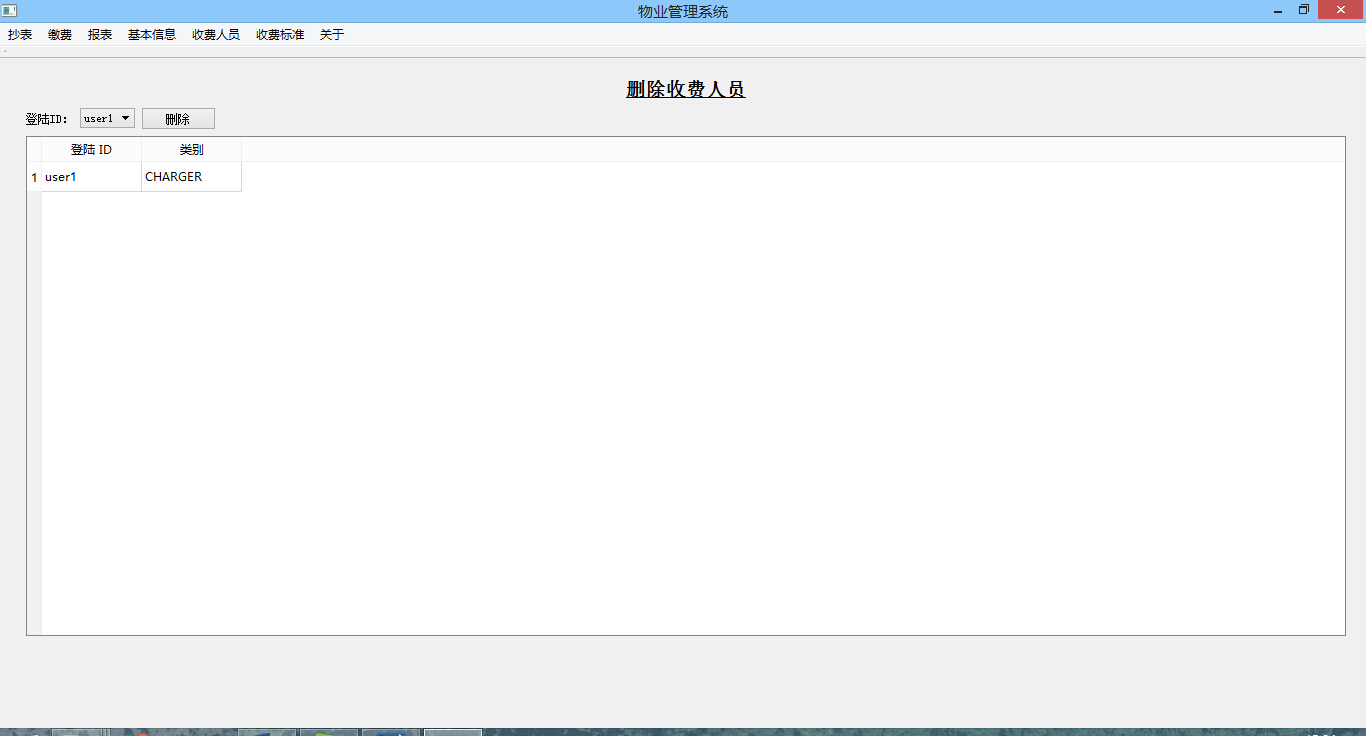 物业管理系统
抄表 缴费 报表 基本信息 收费人员 收费标准 关于
删除收费人员
登陆ID: user1 删除
登陆 ID 类别
1 user1 CHARGER